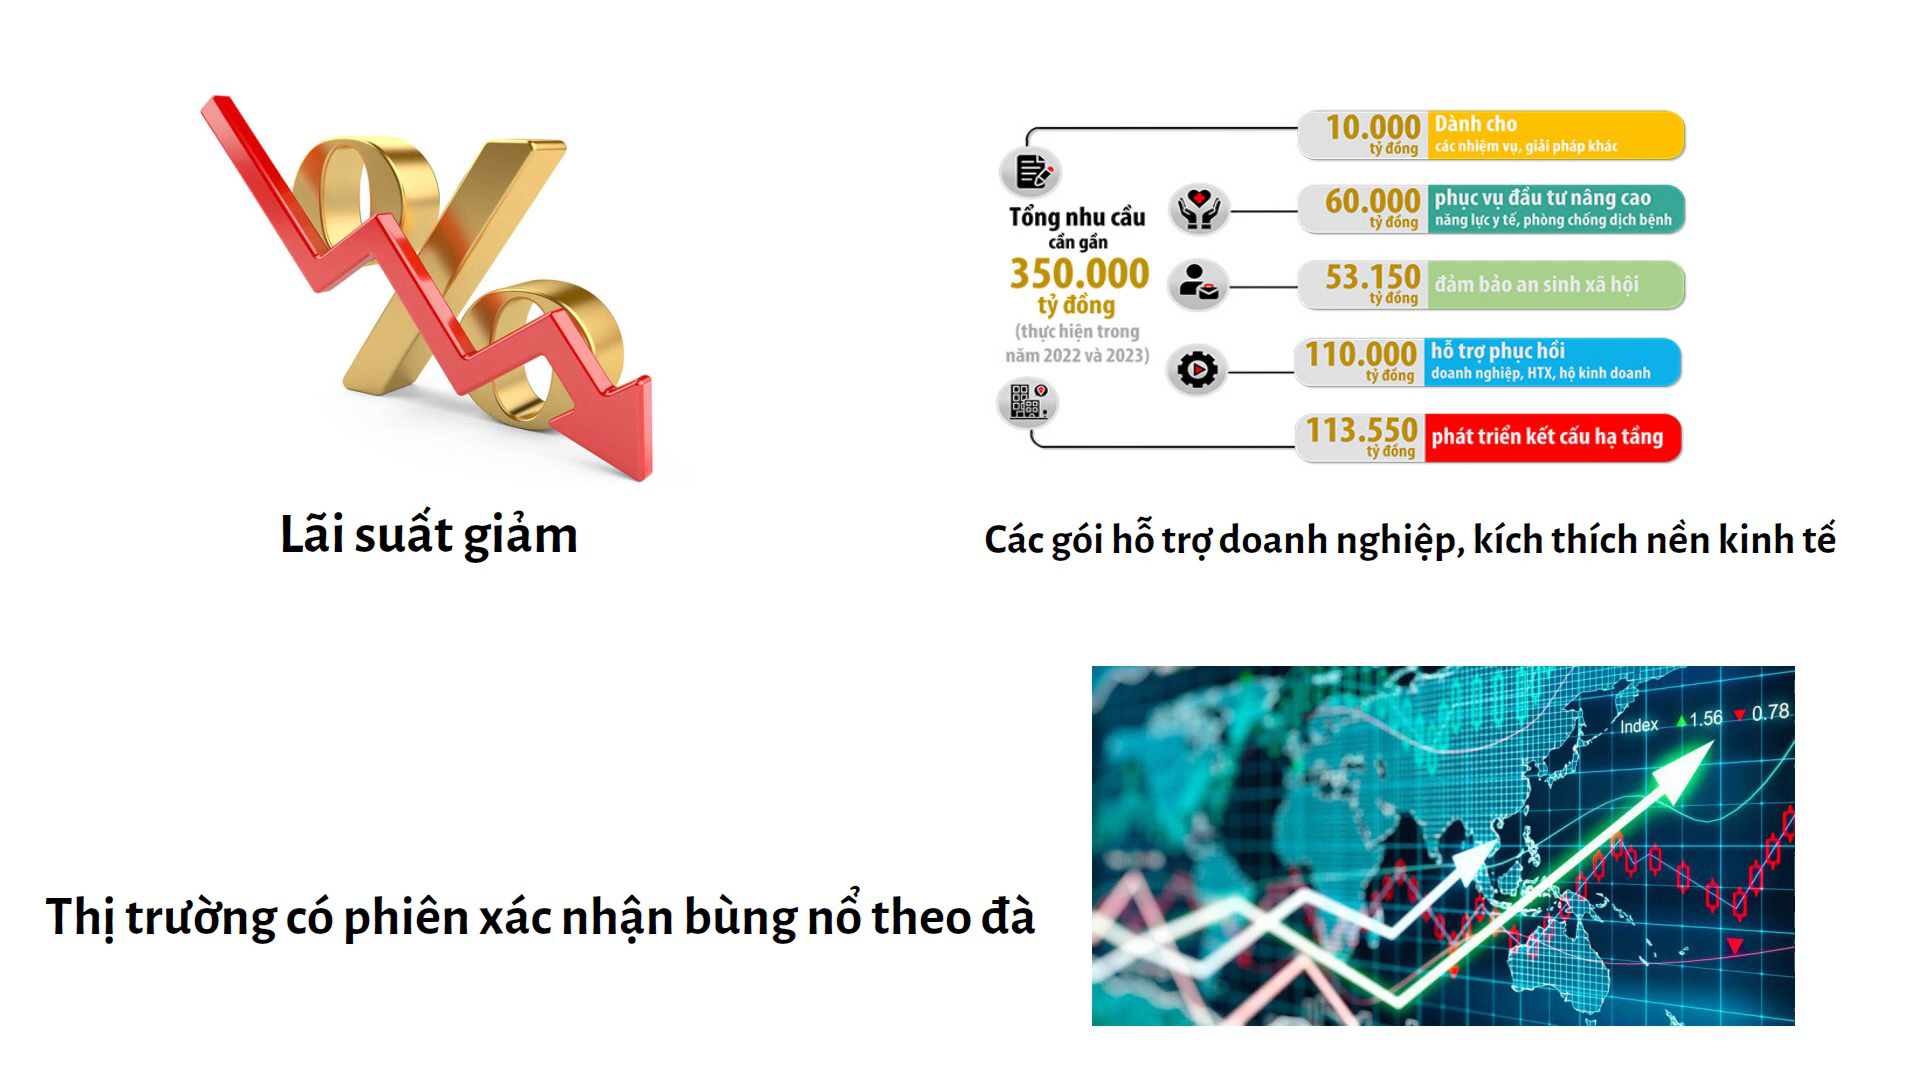 10.000
tỷ đồng
Dành cho
các nhiệm vụ, giải pháp khác
60.000
tỷ đồng
phục vụ đầu tư nâng cao
năng lực y tế, phòng chống dịch bệnh
Tổng nhu cầu
cần gần
350.000
tỷ đồng
(thực hiện trong
năm 2022 và 2023)
53.150
tỷ đồng
đảm bảo an sinh xã hội
110.000
tỷ đồng
hỗ trợ phục hồi
doanh nghiệp, HTX, hộ kinh doanh
113.550
tỷ đồng
phát triển kết cấu hạ tầng
Lãi suất giảm
Các gói hỗ trợ doanh nghiệp, kích thích nền kinh tế
Index ▲1.56 ▼0.78
Thị trường có phiên xác nhận bùng nổ theo đà